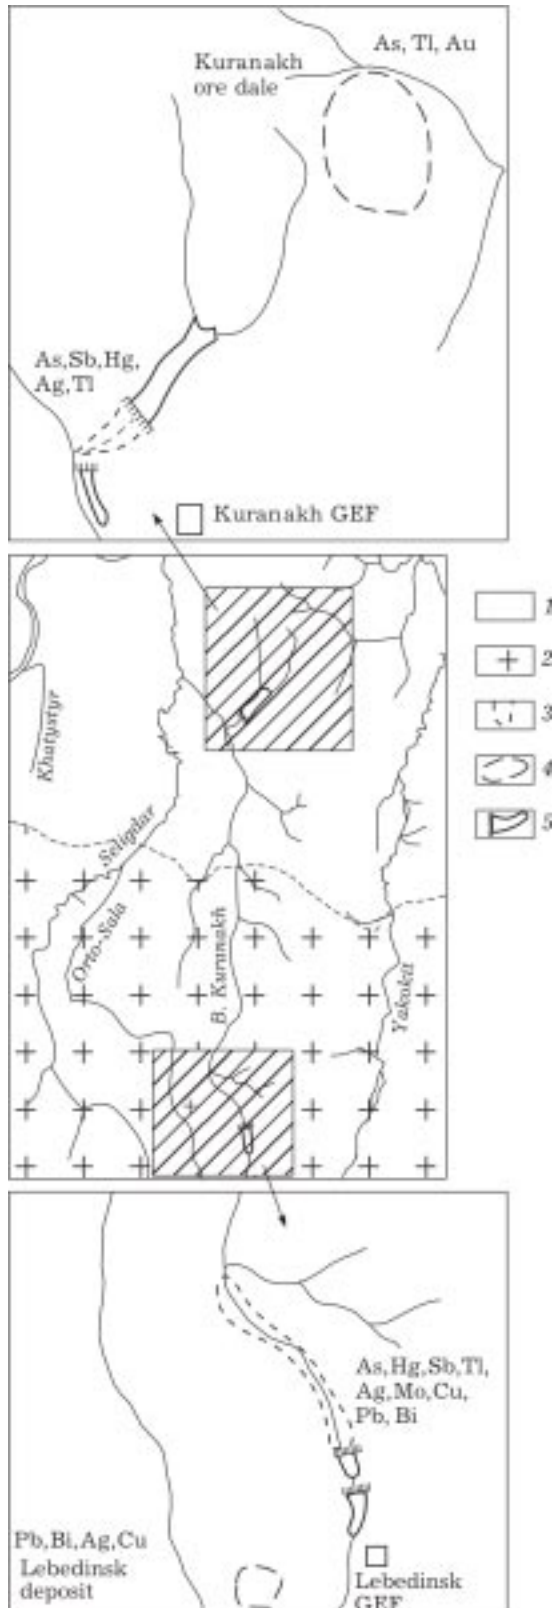 As, Tl, Au
Kuranakh
ore dale
As,Sb,Hg,
Ag,Tl
Kuranakh GEF
1
2
3
4
5
Khatystyr
Seligdar
Orto-Sala
B. Kuranakh
Yakokit
As,Hg,Sb,Tl,
Ag,Mo,Cu,
Pb,Bi
Pb,Bi,Ag,Cu
Lebedinsk
deposit
Lebedinsk
GEF